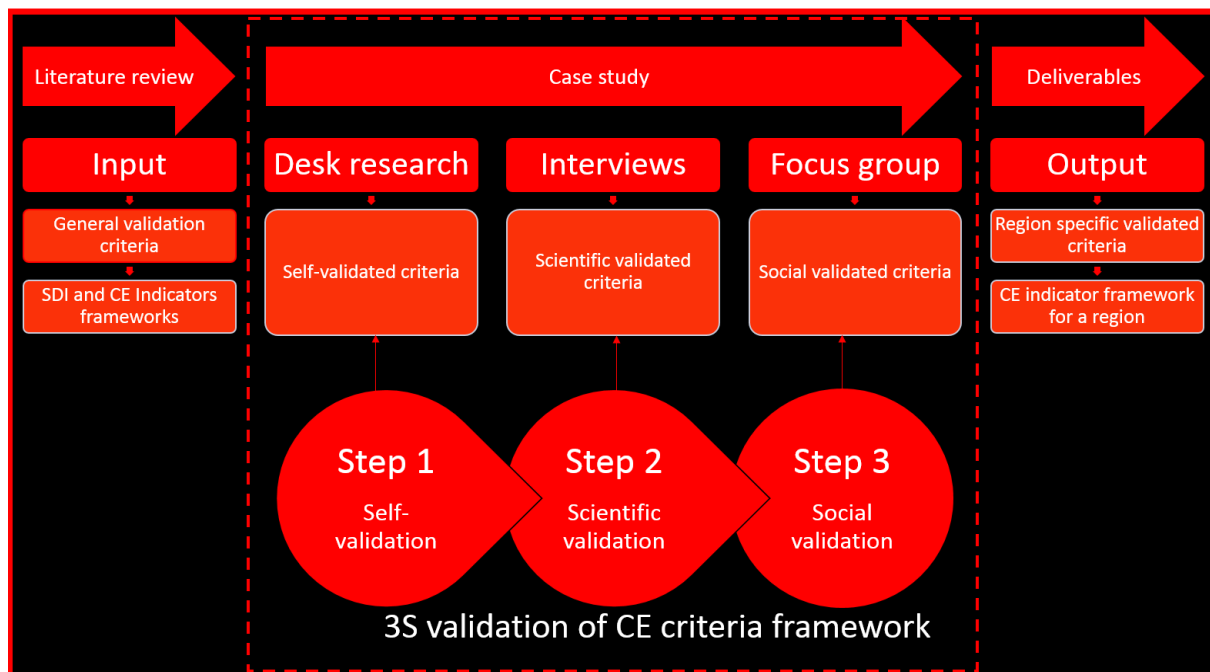 Literature review
Case study
Deliverables
Input
Desk research
Interviews
Focus group
Output
General validation
criteria
SDI and CE Indicators
frameworks
Self-validated criteria
Scientific validated
criteria
Social validated criteria
Region specific validated
criteria
CE indicator framework
for a region
Step 1
Self-
validation
Step 2
Scientific
validation
Step 3
Social
validation
3S validation of CE criteria framework